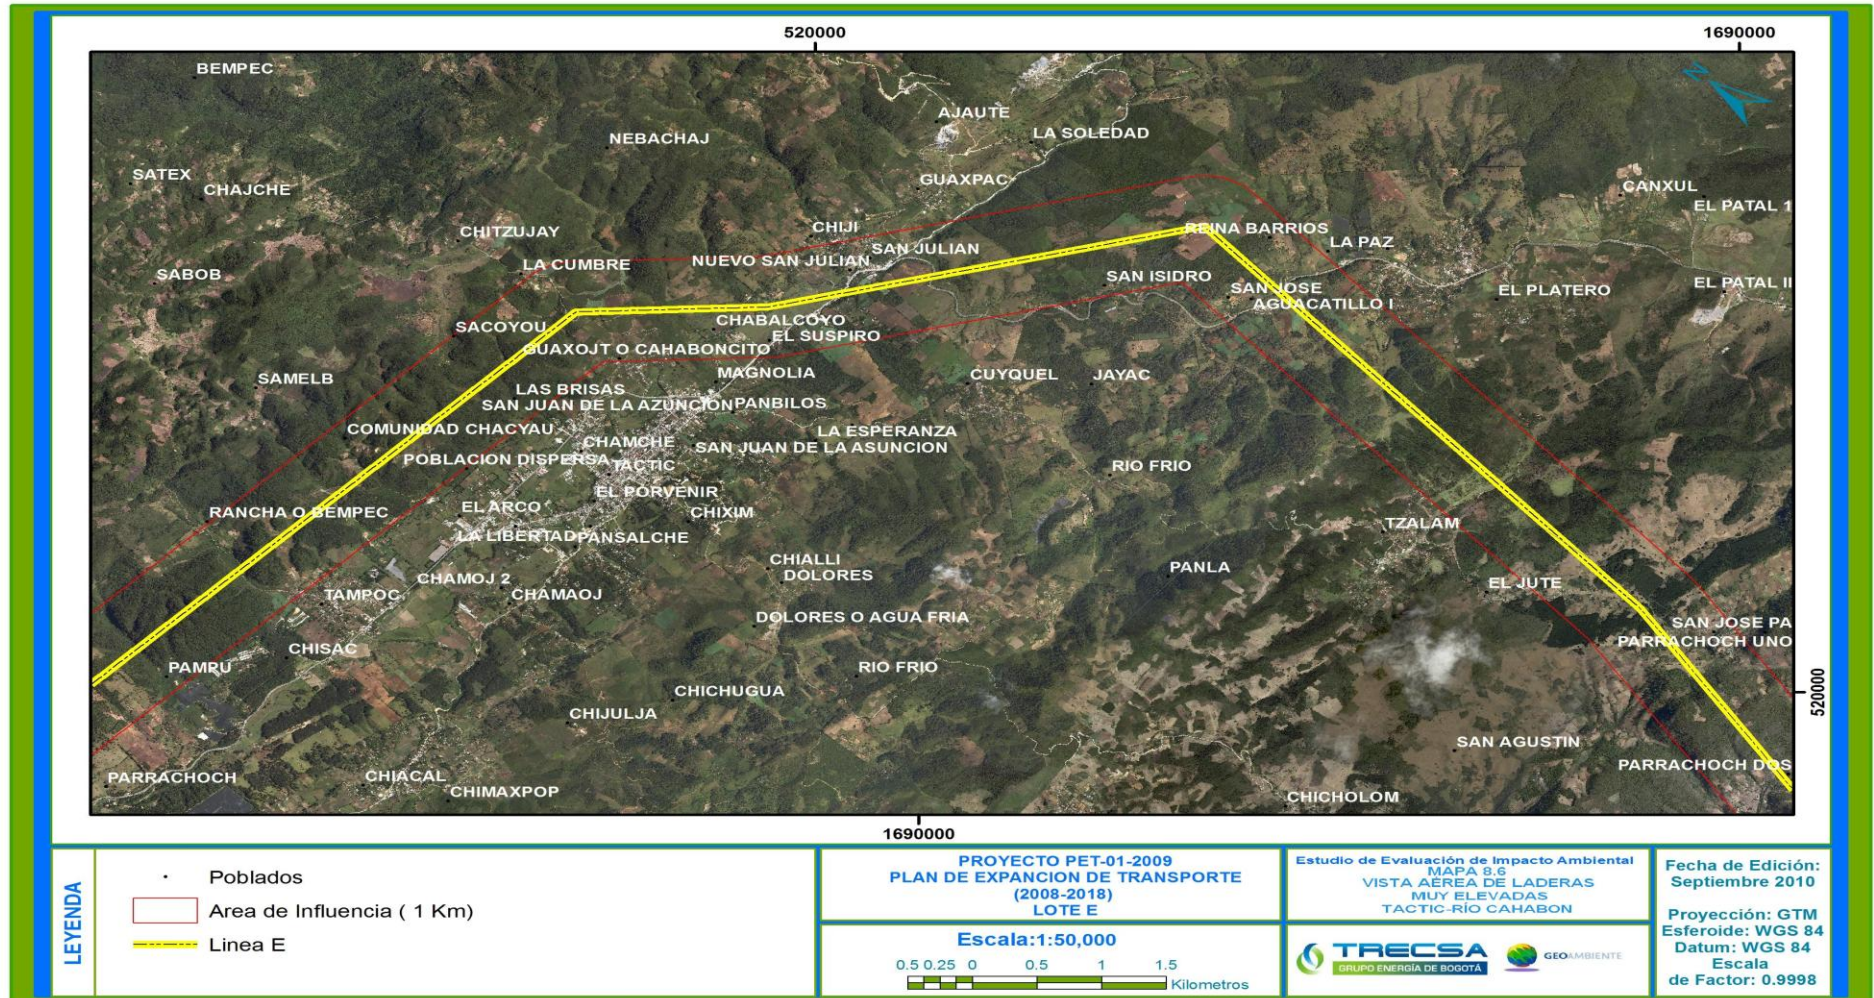 520000
1690000
BEMPEC
N
AJAUTE
NEBACHAJ
LA SOLEDAD
SATEX
CHAJCHE
GUAXPAC
CANXUL
EL PATAL 1
CHITZUJAY
CHIJI
REINA BARRIOS
LA PAZ
SAN JULIAN
NUEVO SAN JULIAN
LA CUMBRE
SABOB
SAN ISIDRO
SAN JOSE
EL PLATERO
EL PATAL II
AGUACATILLO I
SACOYOU
CHABALCOYO
EL SUSPIRO
GUAXOJT O CAHABONCITO
SAMELB
MAGNOLIA
CUYQUEL
JAYAC
LAS BRISAS
SAN JUAN DE LA AZUNCION
PANBILOS
COMUNIDAD CHACYAU
LA ESPERANZA
CHAMCHE
SAN JUAN DE LA ASUNCION
POBLACION DISPERSA
TACTIC
RIO FRIO
EL PORVENIR
RANCHA O BEMPEC
EL ARCO
CHIXIM
TZALAM
LA LIBERTAD
PANSALCHE
CHIALLI
DOLORES
PANLA
CHAMOJ 2
TAMPOC
CHAMAOJ
EL JUTE
DOLORES O AGUA FRIA
SAN JOSE PA
PARRACHOCH UNO
CHISAC
PAMPU
RIO FRIO
CHICHUGUA
CHIJULJA
520000
SAN AGUSTIN
PARRACHOCH DOS
PARRACHOCH
CHIACAL
CHIMAXPOP
CHICHOLOM
1690000
LEYENDA
Poblados
Area de Influencia ( 1 Km)
Linea E
PROYECTO PET-01-2009
PLAN DE EXPANCION DE TRANSPORTE
(2008-2018)
LOTE E
Escala:1:50,000
0.5 0.25 0 0.5 1 1.5
Kilometros
Estudio de Evaluación de Impacto Ambiental
MAPA 8.6
VISTA AÉREA DE LADERAS
MUY ELEVADAS
TACTIC-RÍO CAHABON
TRECSA
GRUPO ENERGÍA DE BOGOTÁ
GEOAMBIENTE
Fecha de Edición:
Septiembre 2010
Proyección: GTM
Esferoide: WGS 84
Datum: WGS 84
Escala
de Factor: 0.9998